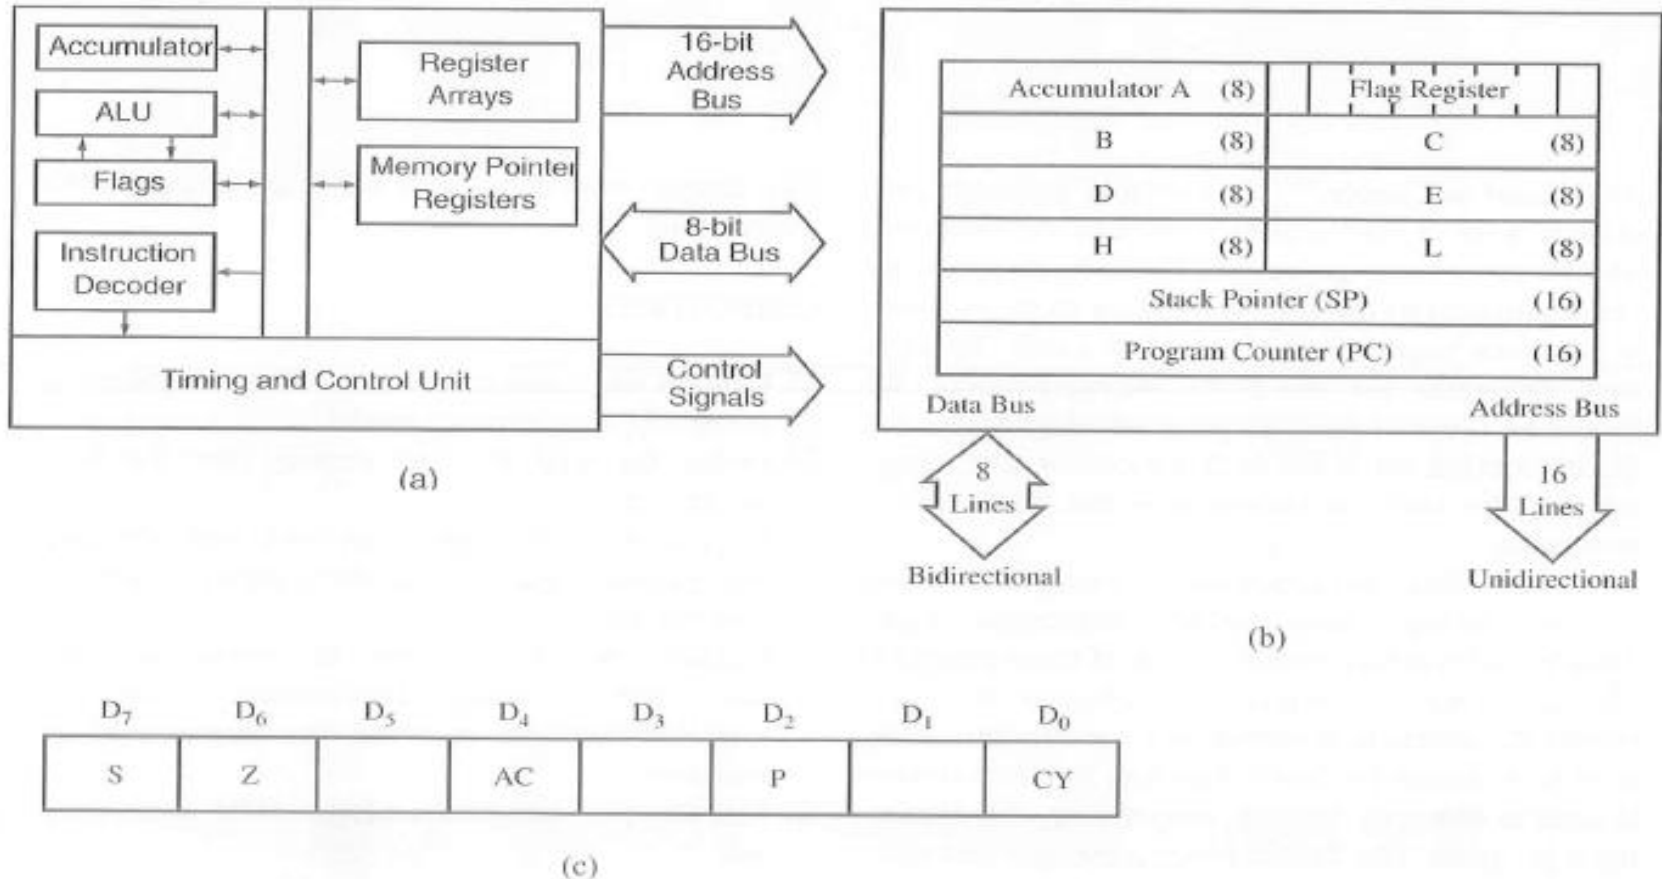 Accumulator
ALU
Flags
Instruction
Decoder
Register
Arrays
Memory Pointer
Registers
Timing and Control Unit
16-bit
Address
Bus
8-bit
Data Bus
Control
Signals
(a)
Accumulator A (8) Flag Register
B (8) C (8)
D (8) E (8)
H (8) L (8)
Stack Pointer (SP) (16)
Program Counter (PC) (16)
Data Bus Address Bus
8
Lines
16
Lines
Bidirectional Unidirectional
(b)
D₇ D₆ D₅ D₄ D₃ D₂ D₁ D₀
S Z AC P CY
(c)